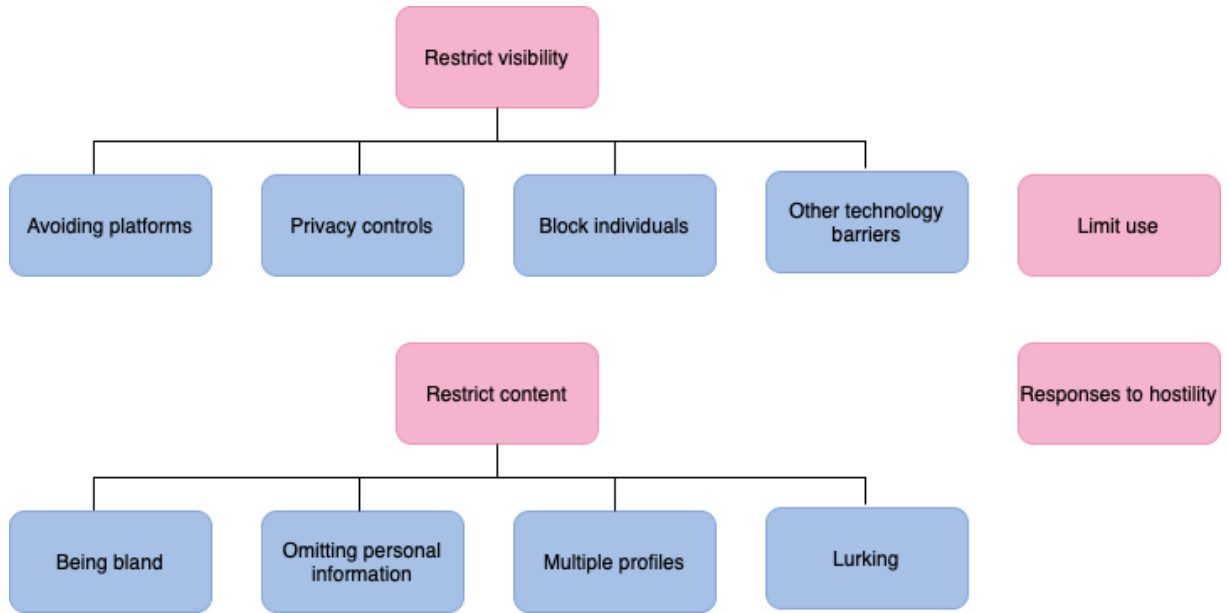 Restrict visibility
Avoiding platforms
Privacy controls
Block individuals
Other technology
barriers
Limit use
Restrict content
Responses to hostility
Being bland
Omitting personal
information
Multiple profiles
Lurking